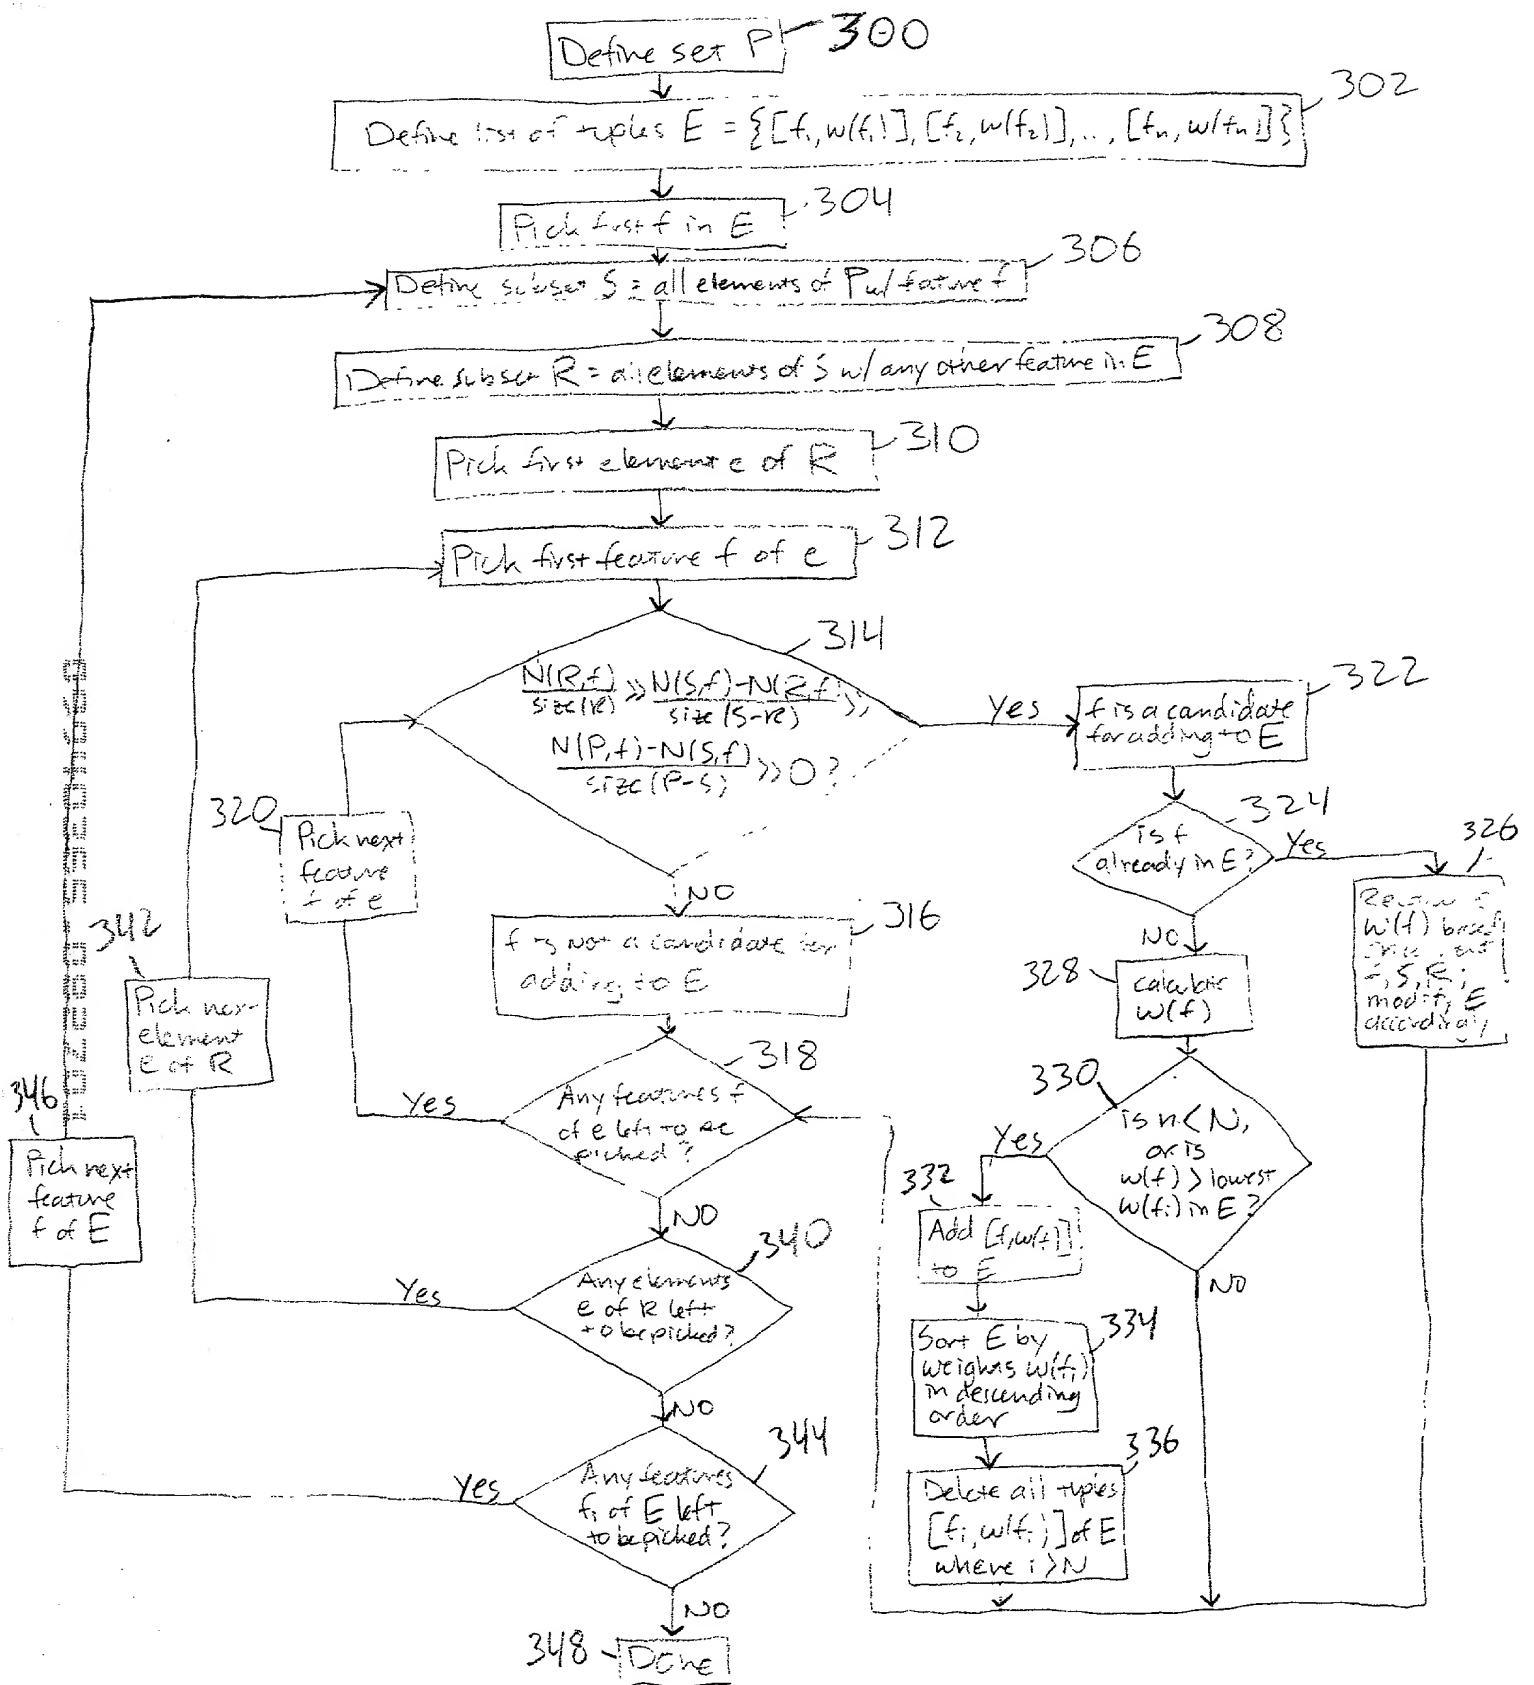 Define set P
300
Define list of tuples E = {[f₁, w(f₁)], [f₂, w(f₂)], .., [fn, w(fn)]}
302
Pick first f in E
304
Define subset S = all elements of P w/ feature f
306
Define subset R = all elements of S w/ any other feature in E
308
Pick first element e of R
310
Pick first feature f of e
312
314
N(R,f)/size(R) >> N(S,f)-N(R,f)/size(S-R) >>
N(P,f)-N(S,f)/size(P-S) >> 0?
Yes
322
f is a candidate
for adding to E
324
is f
already in E?
Yes
326
w(f) based
f, S, R;
modify E
accordingly
NO
328
calculate
w(f)
330
is n < N,
or is
w(f) > lowest
w(fi) in E?
Yes
332
Add [f, w(f)]
to E
NO
334
Sort E by
weights w(fi)
in descending
order
336
Delete all tuples
[fi, w(fi)] of E
where i > N
NO
316
f is not a candidate for
adding to E
318
Any features f
of e left to be
picked?
Yes
320
Pick next
feature
f of e
NO
340
Any elements
e of R left
to be picked?
Yes
342
Pick next
element
e of R
NO
344
Any features
fi of E left
to be picked?
Yes
346
Pick next
feature
f of E
NO
348
Done